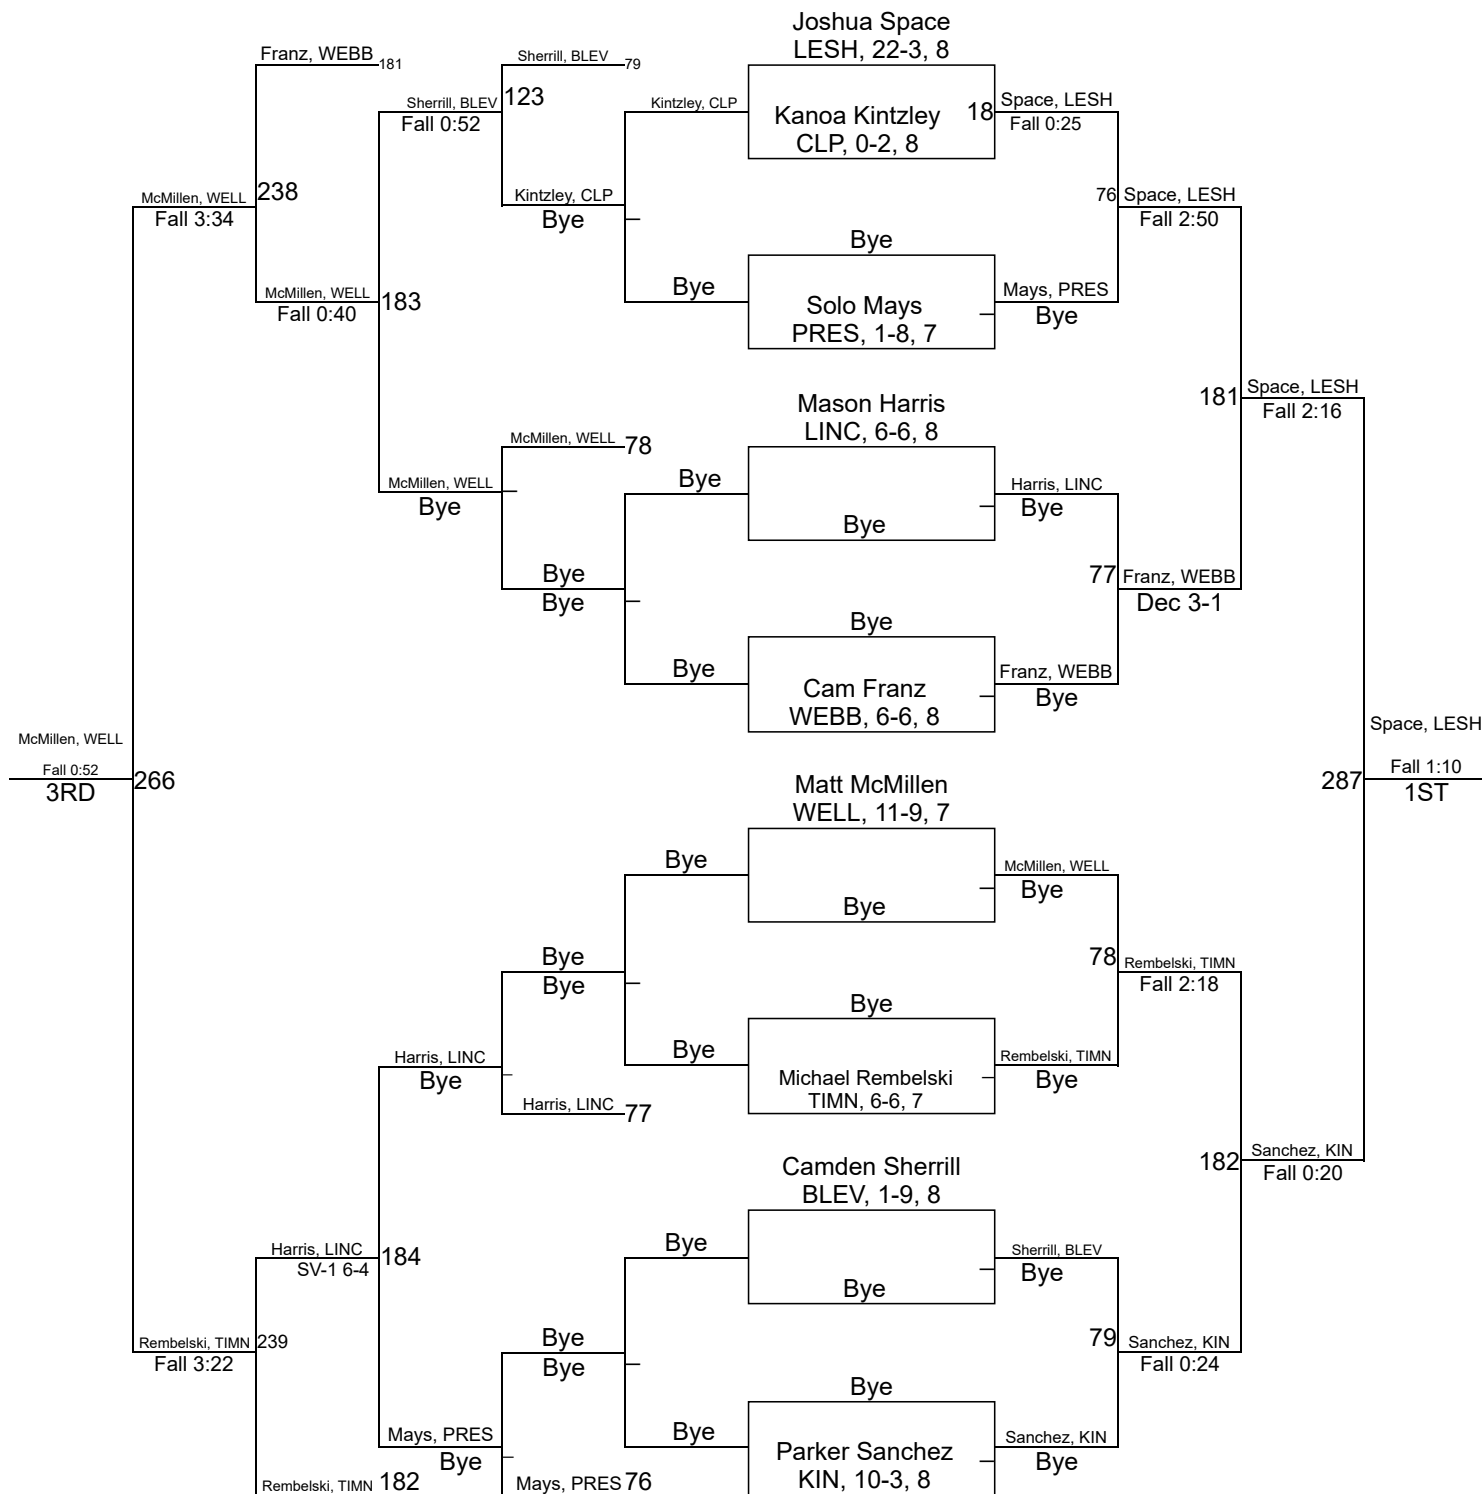 Joshua Space
LESH, 22-3, 8
Franz, WEBB
181
Sherrill, BLEV
79
Sherrill, BLEV
123
Fall 0:52
Kintzley, CLP
Kanoa Kintzley
CLP, 0-2, 8
18
Space, LESH
Fall 0:25
McMillen, WELL
238
Fall 3:34
Kintzley, CLP
Bye
76
Space, LESH
Fall 2:50
Bye
McMillen, WELL
183
Fall 0:40
Bye
Solo Mays
PRES, 1-8, 7
Mays, PRES
Bye
Mason Harris
LINC, 6-6, 8
181
Space, LESH
Fall 2:16
McMillen, WELL
78
McMillen, WELL
Bye
Bye
Bye
Harris, LINC
Bye
Bye
Bye
77
Franz, WEBB
Dec 3-1
Bye
Bye
Cam Franz
WEBB, 6-6, 8
Franz, WEBB
Bye
McMillen, WELL
Fall 0:52
3RD
266
Space, LESH
287
Fall 1:10
1ST
Matt McMillen
WELL, 11-9, 7
Bye
Bye
McMillen, WELL
Bye
Bye
Bye
78
Rembelski, TIMN
Fall 2:18
Bye
Harris, LINC
Bye
Bye
Michael Rembelski
TIMN, 6-6, 7
Rembelski, TIMN
Bye
Harris, LINC
77
Camden Sherrill
BLEV, 1-9, 8
182
Sanchez, KIN
Fall 0:20
Harris, LINC
184
SV-1 6-4
Bye
Bye
Sherrill, BLEV
Bye
Rembelski, TIMN
239
Fall 3:22
Bye
Bye
79
Sanchez, KIN
Fall 0:24
Bye
Mays, PRES
Bye
Bye
Parker Sanchez
KIN, 10-3, 8
Sanchez, KIN
Bye
Rembelski, TIMN
182
Mays, PRES
76